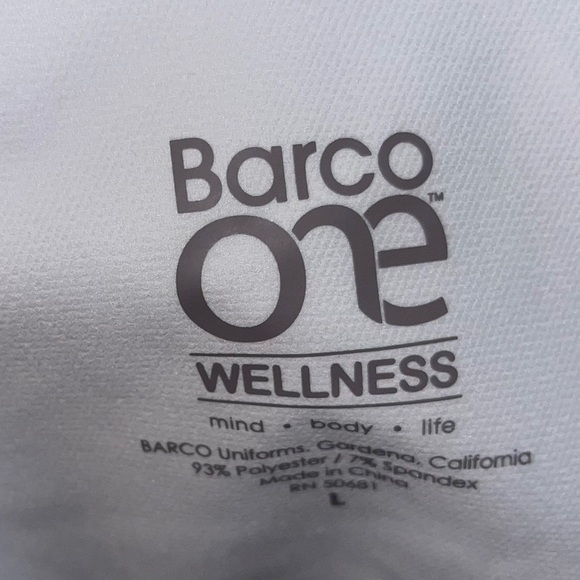 Barco
one™
WELLNESS
mind • body • life
BARCO Uniforms. Gardena, California
93% Polyester / 7% Spandex
Made in China
RN 50681
L